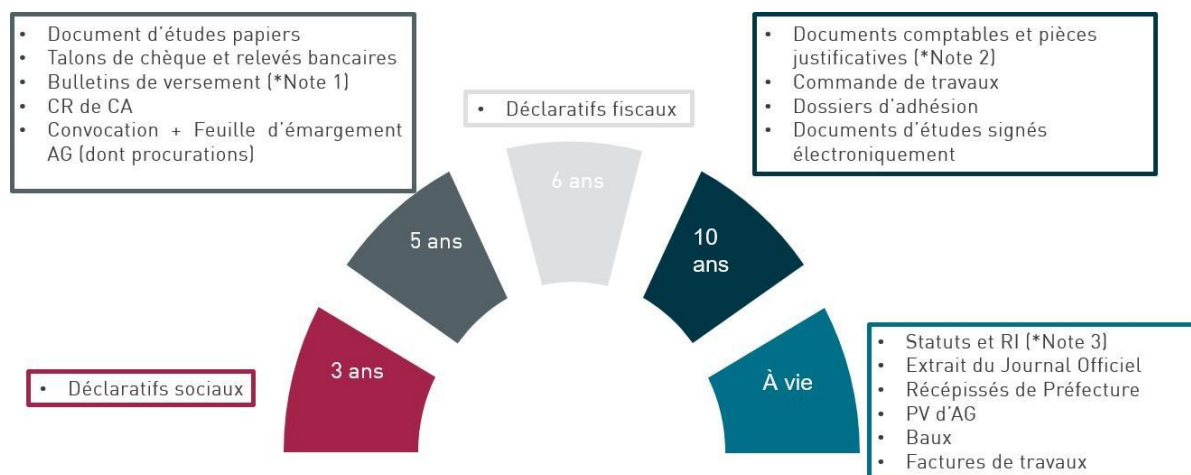 • Document d'études papiers
• Talons de chèque et relevés bancaires
• Bulletins de versement (*Note 1)
• CR de CA
• Convocation + Feuille d'émargement
AG (dont procurations)
• Déclaratifs fiscaux
• Documents comptables et pièces
justificatives (*Note 2)
• Commande de travaux
• Dossiers d'adhésion
• Documents d'études signés
électroniquement
6 ans
5 ans
10
ans
3 ans
À vie
• Déclaratifs sociaux
• Statuts et RI (*Note 3)
• Extrait du Journal Officiel
• Récépissés de Préfecture
• PV d'AG
• Baux
• Factures de travaux